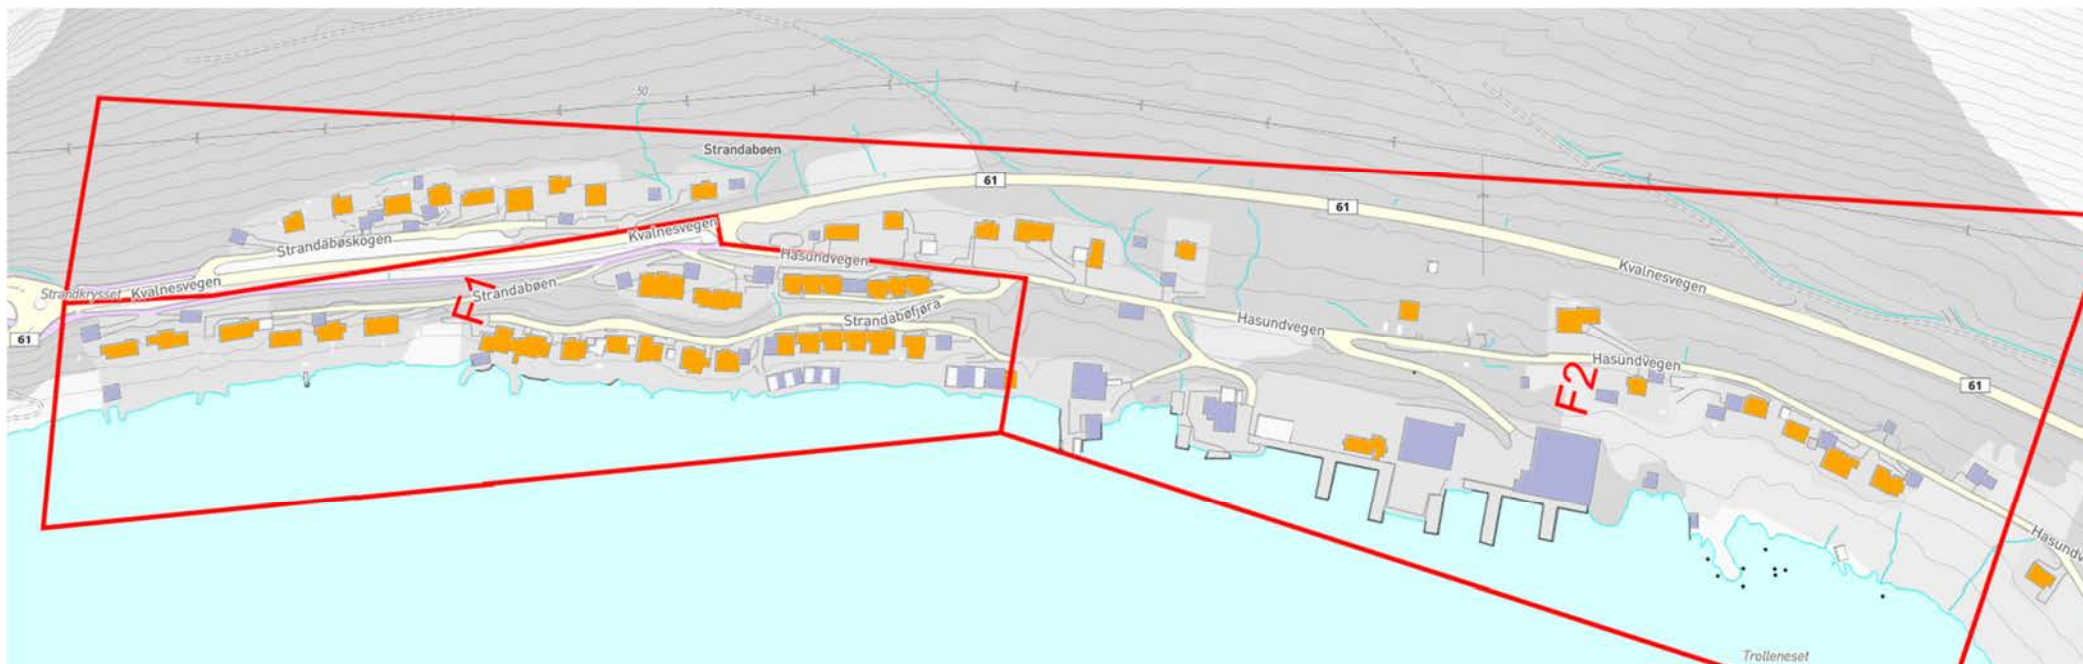 50
Strandabøen
61
61
Strandabøskogen
Kvalnesvegen
Hasundvegen
Kvalnesvegen
Strandkrysset
Kvalnesvegen
Strandabøen
F1
Strandabøfjøra
Hasundvegen
61
Hasundvegen
F2
61
Hasundv
Trolleneset